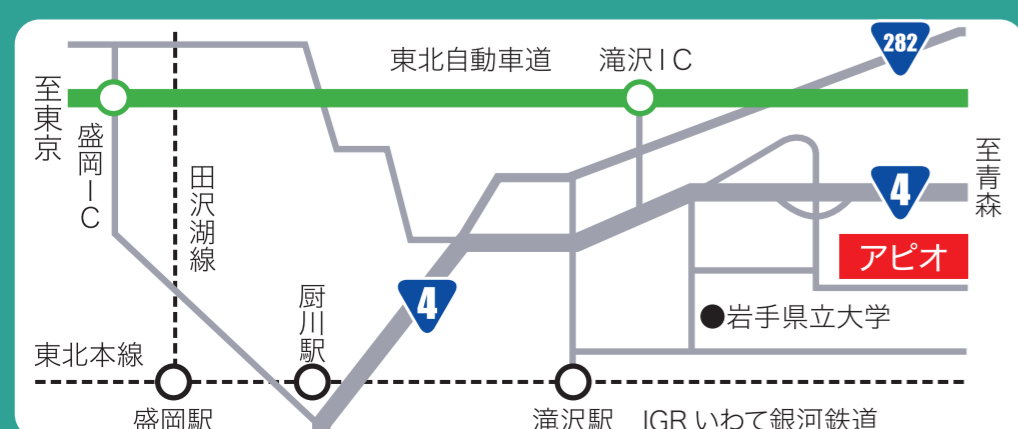 282
東北自動車道
滝沢IC
至東京
盛岡IC
田沢湖線
至青森
4
アピオ
厨川駅
4
●岩手県立大学
東北本線
盛岡駅
滝沢駅
IGRいわて銀河鉄道